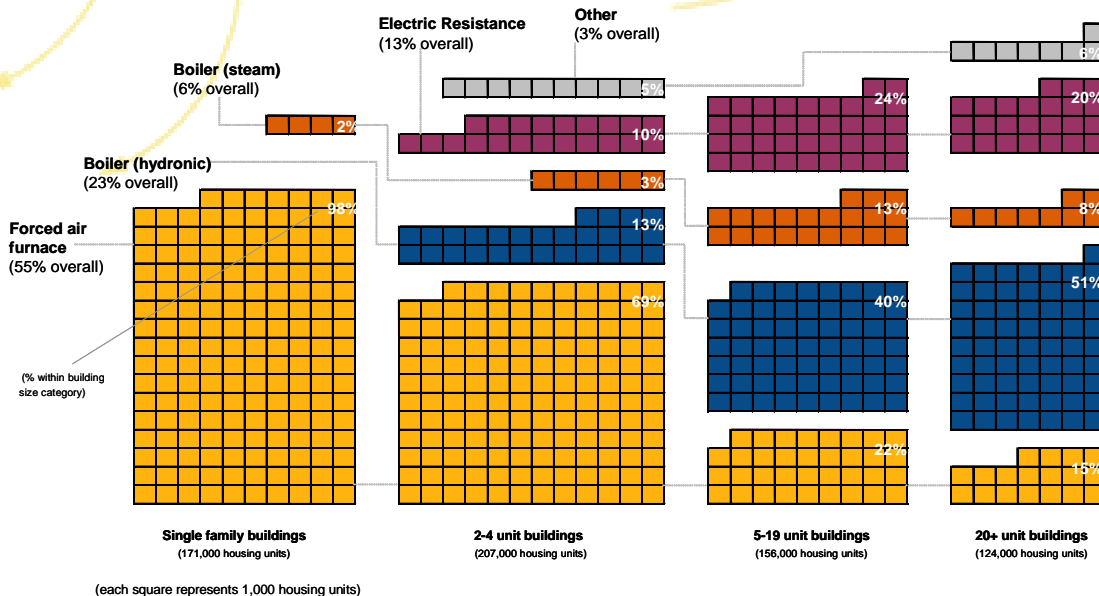 Electric Resistance
(13% overall)
Other
(3% overall)
Boiler (steam)
(6% overall)
Boiler (hydronic)
(23% overall)
Forced air
furnace
(55% overall)
(% within building
size category)
2%
98%
5%
10%
3%
13%
69%
24%
13%
40%
22%
6%
20%
8%
51%
15%
Single family buildings
(171,000 housing units)
2-4 unit buildings
(207,000 housing units)
5-19 unit buildings
(156,000 housing units)
20+ unit buildings
(124,000 housing units)
(each square represents 1,000 housing units)